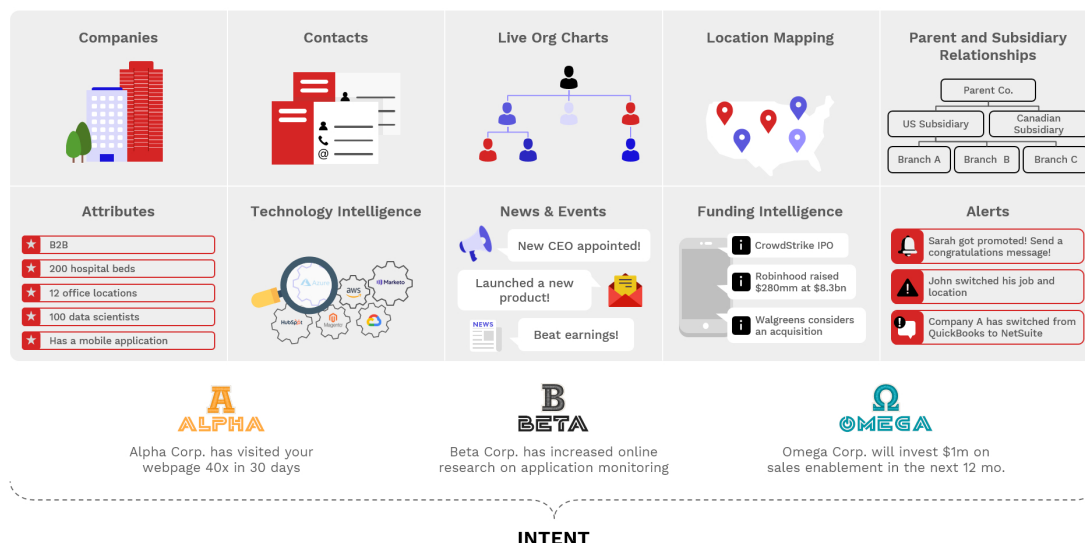 Companies
Contacts
Live Org Charts
Location Mapping
Parent and Subsidiary
Relationships
@
Parent Co.
US Subsidiary
Canadian
Subsidiary
Branch A
Branch B
Branch C
Attributes
B2B
200 hospital beds
12 office locations
100 data scientists
Has a mobile application
Technology Intelligence
Azure
aws
Marketo
HubSpot
Magento
News & Events
New CEO appointed!
Launched a new
product!
NEWS
Beat earnings!
Funding Intelligence
i CrowdStrike IPO
i Robinhood raised
$280mm at $8.3bn
i Walgreens considers
an acquisition
Alerts
Sarah got promoted! Send a
congratulations message!
John switched his job and
location
Company A has switched from
QuickBooks to NetSuite
A
ALPHA
Alpha Corp. has visited your
webpage 40x in 30 days
B
BETA
Beta Corp. has increased online
research on application monitoring
Ω
OMEGA
Omega Corp. will invest $1m on
sales enablement in the next 12 mo.
INTENT